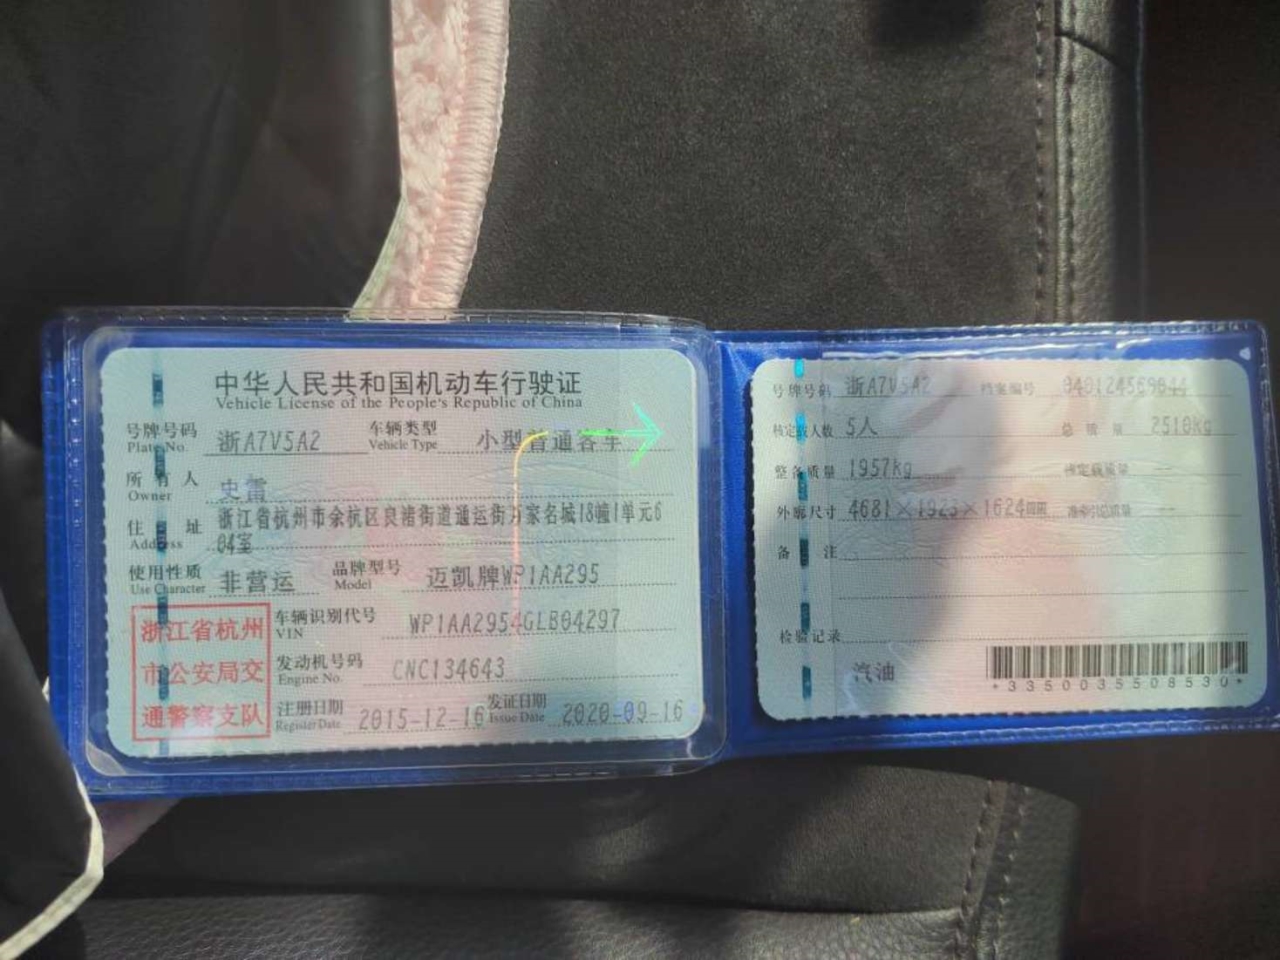 中华人民共和国机动车行驶证
Vehicle License of the People's Republic of China
号牌号码 浙A7V5A2 车辆类型 小型普通客车
Plate No. Vehicle Type
所有人 史雷
Owner
住址 浙江省杭州市余杭区良渚街道通运街万家名城18幢1单元6
Address 04室
使用性质 非营运 品牌型号 迈凯牌WP1AA295
Use Character Model
浙江省杭州
市公安局交
通警察支队
车辆识别代号 WP1AA2954GLB04297
VIN
发动机号码 CNC134643
Engine No.
注册日期 2015-12-16 发证日期 2020-09-16
Register Date Issue Date
号牌号码 浙A7V5A2 档案编号
核定载人数 5人 总质量 2510kg
整备质量 1957kg 核定载质量 --
外廓尺寸 4681×1923×1624mm 准牵引总质量 --
备注
检验记录
汽油
*3350035508530*